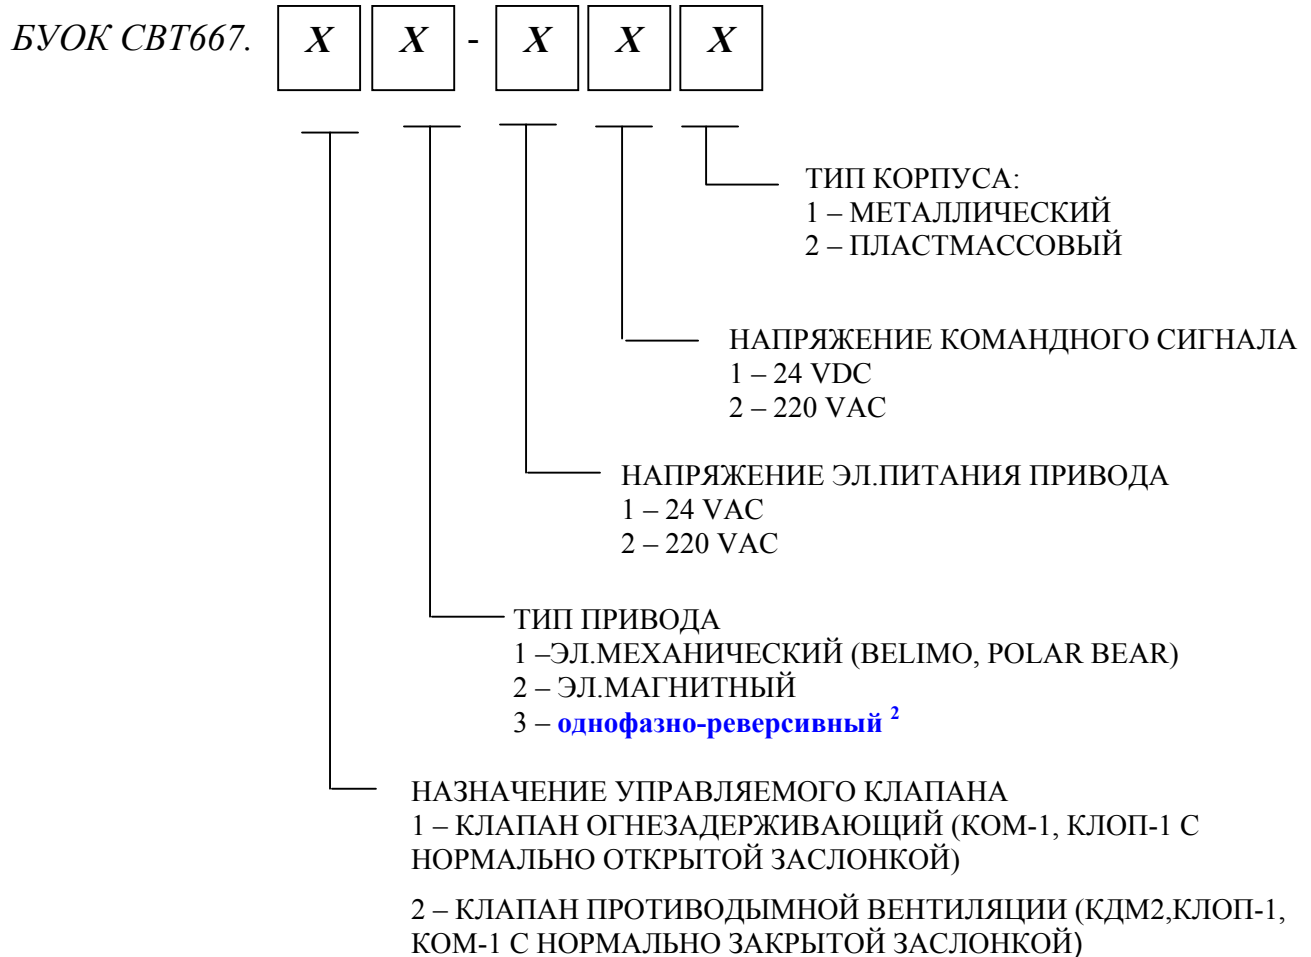 БУОК СВТ667. X X - X X X
ТИП КОРПУСА:
1 – МЕТАЛЛИЧЕСКИЙ
2 – ПЛАСТМАССОВЫЙ
НАПРЯЖЕНИЕ КОМАНДНОГО СИГНАЛА
1 – 24 VDC
2 – 220 VAC
НАПРЯЖЕНИЕ ЭЛ.ПИТАНИЯ ПРИВОДА
1 – 24 VAC
2 – 220 VAC
ТИП ПРИВОДА
1 –ЭЛ.МЕХАНИЧЕСКИЙ (BELIMO, POLAR BEAR)
2 – ЭЛ.МАГНИТНЫЙ
3 – однофазно-реверсивный ²
НАЗНАЧЕНИЕ УПРАВЛЯЕМОГО КЛАПАНА
1 – КЛАПАН ОГНЕЗАДЕРЖИВАЮЩИЙ (КОМ-1, КЛОП-1 С
НОРМАЛЬНО ОТКРЫТОЙ ЗАСЛОНКОЙ)
2 – КЛАПАН ПРОТИВОДЫМНОЙ ВЕНТИЛЯЦИИ (КДМ2,КЛОП-1,
КОМ-1 С НОРМАЛЬНО ЗАКРЫТОЙ ЗАСЛОНКОЙ)